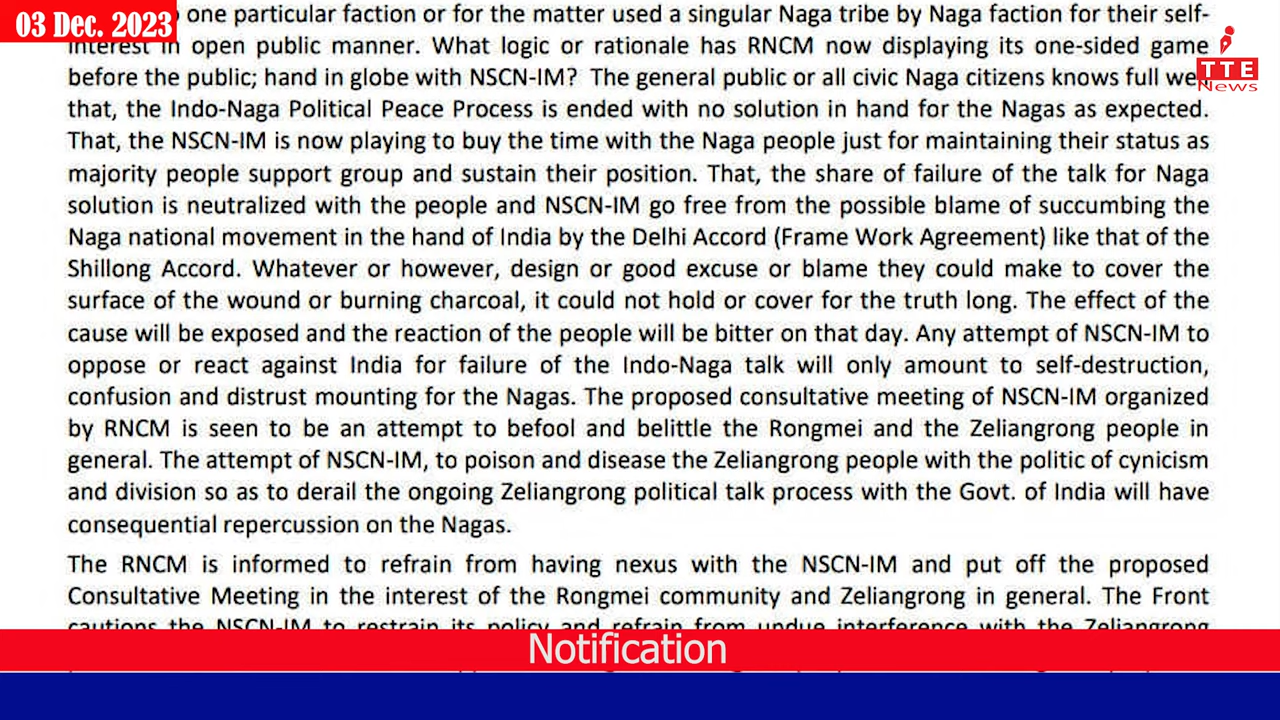 03 Dec. 2023
one particular faction or for the matter used a singular Naga tribe by Naga faction for their self-
interest in open public manner. What logic or rationale has RNCM now displaying its one-sided game
before the public; hand in globe with NSCN-IM? The general public or all civic Naga citizens knows full well
that, the Indo-Naga Political Peace Process is ended with no solution in hand for the Nagas as expected.
That, the NSCN-IM is now playing to buy the time with the Naga people just for maintaining their status as
majority people support group and sustain their position. That, the share of failure of the talk for Naga
solution is neutralized with the people and NSCN-IM go free from the possible blame of succumbing the
Naga national movement in the hand of India by the Delhi Accord (Frame Work Agreement) like that of the
Shillong Accord. Whatever or however, design or good excuse or blame they could make to cover the
surface of the wound or burning charcoal, it could not hold or cover for the truth long. The effect of the
cause will be exposed and the reaction of the people will be bitter on that day. Any attempt of NSCN-IM to
oppose or react against India for failure of the Indo-Naga talk will only amount to self-destruction,
confusion and distrust mounting for the Nagas. The proposed consultative meeting of NSCN-IM organized
by RNCM is seen to be an attempt to befool and belittle the Rongmei and the Zeliangrong people in
general. The attempt of NSCN-IM, to poison and disease the Zeliangrong people with the politic of cynicism
and division so as to derail the ongoing Zeliangrong political talk process with the Govt. of India will have
consequential repercussion on the Nagas.
The RNCM is informed to refrain from having nexus with the NSCN-IM and put off the proposed
Consultative Meeting in the interest of the Rongmei community and Zeliangrong in general. The Front
cautions the NSCN-IM to restrain its policy and refrain from undue interference with the Zeliangrong
TTE
News
Notification